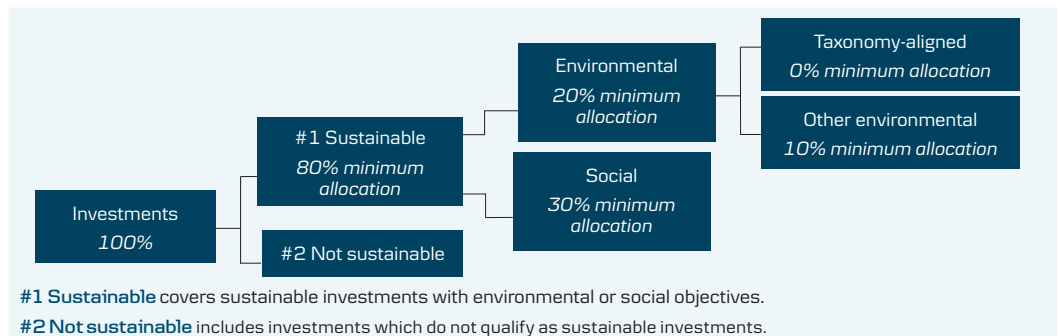 Investments
100%
#1 Sustainable
80% minimum
allocation
#2 Not sustainable
Environmental
20% minimum
allocation
Social
30% minimum
allocation
Taxonomy-aligned
0% minimum allocation
Other environmental
10% minimum allocation
#1 Sustainable covers sustainable investments with environmental or social objectives.
#2 Not sustainable includes investments which do not qualify as sustainable investments.